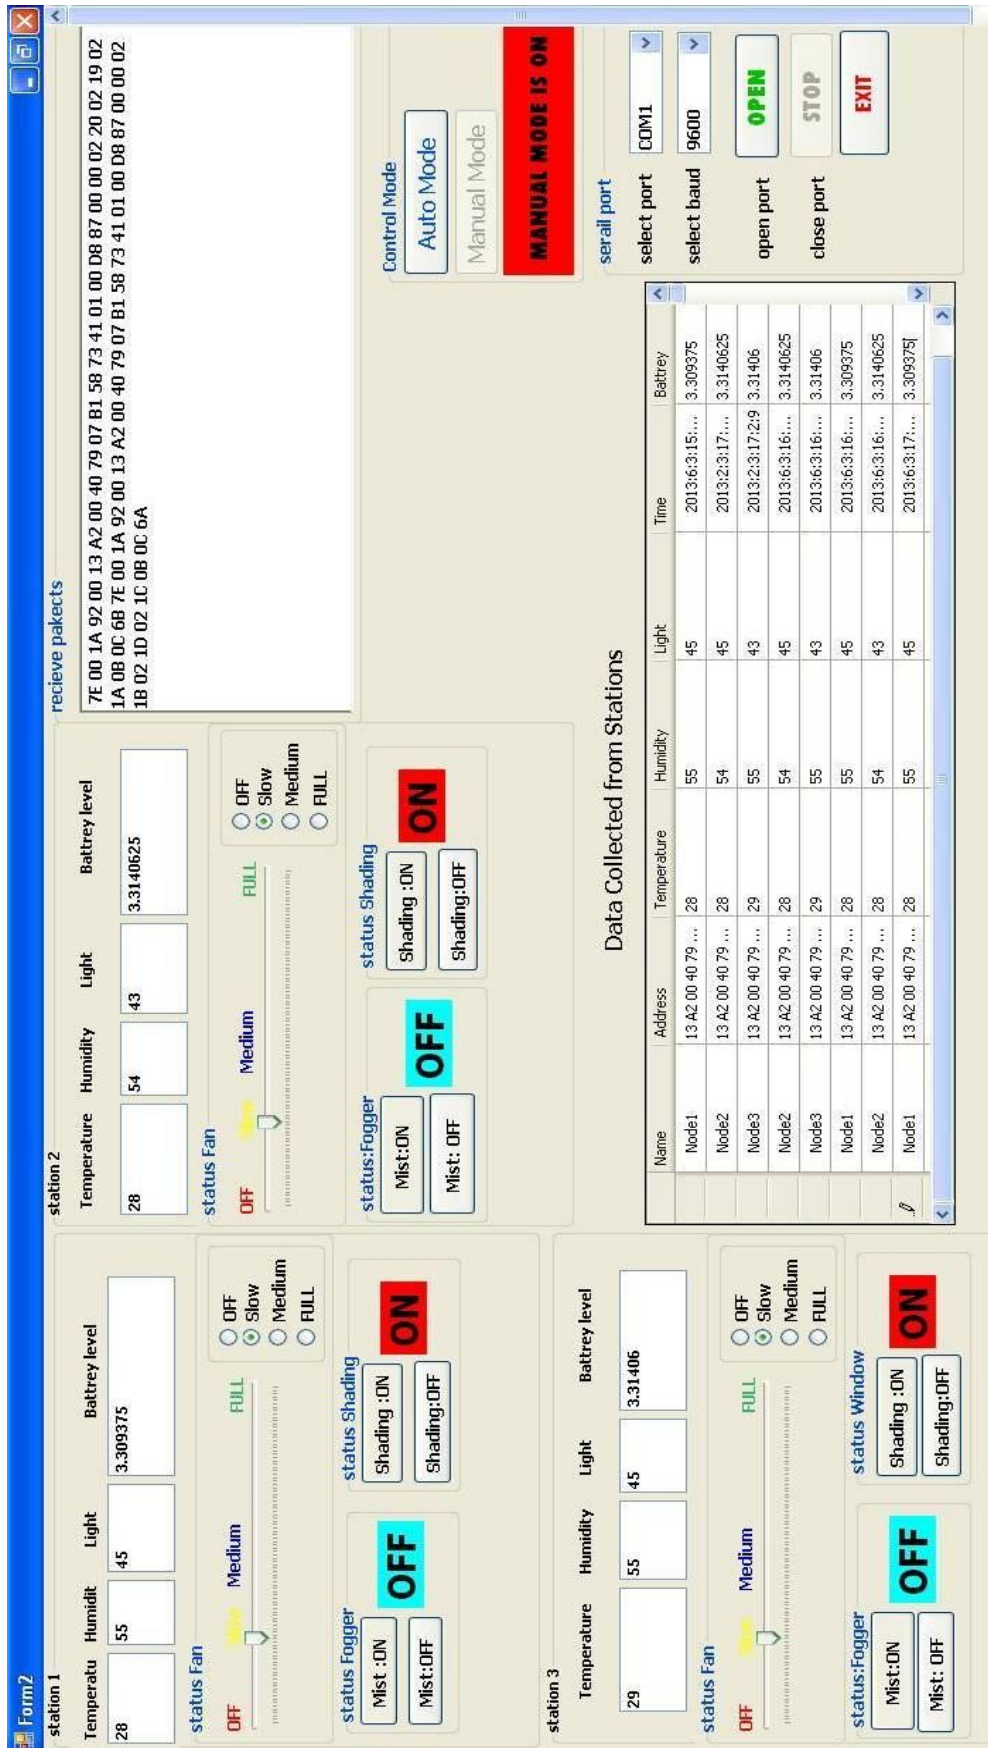 Form2
station 1
Temperatu Humidit Light Battrey level
28 55 45 3.309375
status Fan
OFF Slow Medium FULL
OFF
Slow
Medium
FULL
status Fogger
Mist :ON
Mist:OFF
OFF
status Shading
Shading :ON
Shading:OFF
ON
station 2
Temperature Humidity Light Battrey level
28 54 43 3.3140625
status Fan
OFF Slow Medium FULL
OFF
Slow
Medium
FULL
status:Fogger
Mist:ON
Mist: OFF
OFF
status Shading
Shading :ON
Shading:OFF
ON
recieve pakects
7E 00 1A 92 00 13 A2 00 40 79 07 B1 58 73 41 01 00 D8 87 00 00 02 20 02 19 02
1A 0B 0C 6B 7E 00 1A 92 00 13 A2 00 40 79 07 B1 58 73 41 01 00 D8 87 00 00 02
1B 02 1D 02 1C 0B 0C 6A
Control Mode
Auto Mode
Manual Mode
MANUAL MODE IS ON
station 3
Temperature Humidity Light Battrey level
29 55 45 3.31406
status Fan
OFF Slow Medium FULL
OFF
Slow
Medium
FULL
status:Fogger
Mist:ON
Mist: OFF
OFF
status Window
Shading :ON
Shading:OFF
ON
Data Collected from Stations
Name Address Temperature Humidity Light Time Battrey
Node1 13 A2 00 40 79 ... 28 55 45 2013:6:3:15:... 3.309375
Node2 13 A2 00 40 79 ... 28 54 45 2013:2:3:17:... 3.3140625
Node3 13 A2 00 40 79 ... 29 55 43 2013:2:3:17:2:9 3.31406
Node2 13 A2 00 40 79 ... 28 54 45 2013:6:3:16:... 3.3140625
Node3 13 A2 00 40 79 ... 29 55 43 2013:6:3:16:... 3.31406
Node1 13 A2 00 40 79 ... 28 55 45 2013:6:3:16:... 3.309375
Node2 13 A2 00 40 79 ... 28 54 43 2013:6:3:16:... 3.3140625
Node1 13 A2 00 40 79 ... 28 55 45 2013:6:3:17:... 3.309375
serail port
select port COM1
select baud 9600
open port OPEN
close port STOP
EXIT